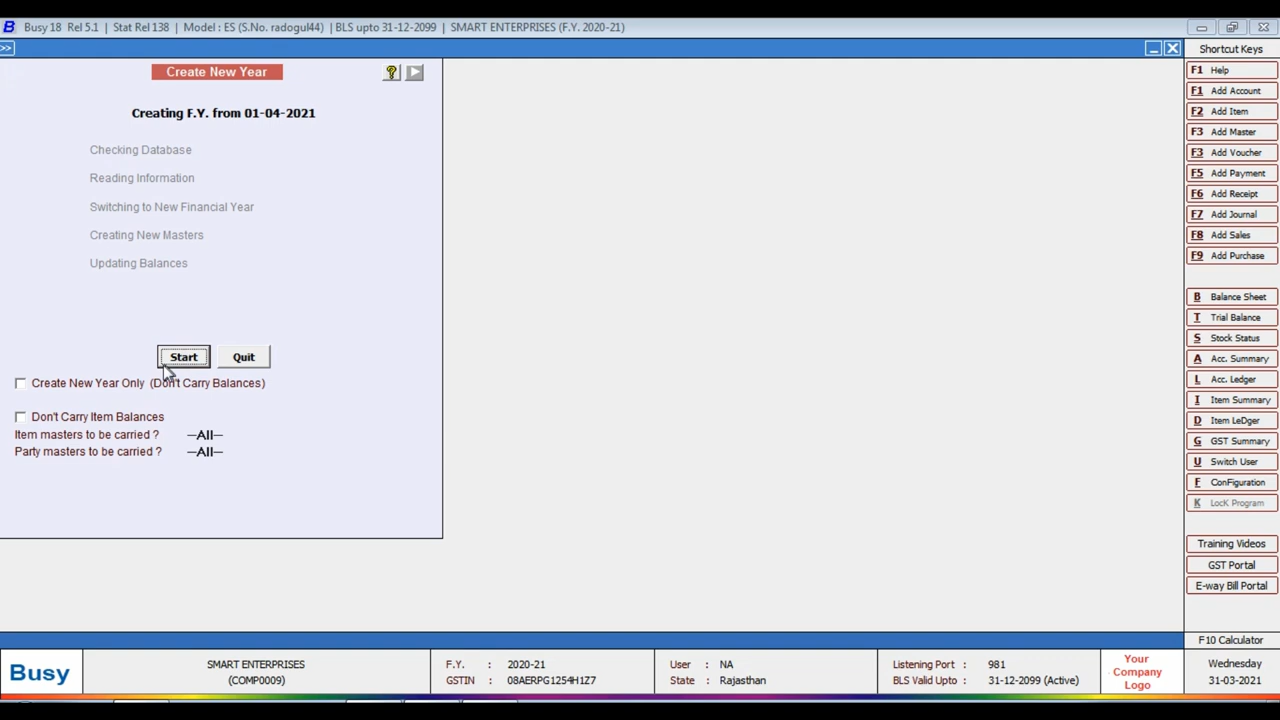 B Busy 18 Rel 5.1 | Stat Rel 138 | Model : ES (S.No. radogul44) | BLS upto 31-12-2099 | SMART ENTERPRISES (F.Y. 2020-21)
>>
Shortcut Keys
Create New Year
?
Creating F.Y. from 01-04-2021
Checking Database
Reading Information
Switching to New Financial Year
Creating New Masters
Updating Balances
Start Quit
Create New Year Only (Don't Carry Balances)
Don't Carry Item Balances
Item masters to be carried ? —All—
Party masters to be carried ? —All—
F1 Help
F1 Add Account
F2 Add Item
F3 Add Master
F3 Add Voucher
F5 Add Payment
F6 Add Receipt
F7 Add Journal
F8 Add Sales
F9 Add Purchase
B Balance Sheet
T Trial Balance
S Stock Status
A Acc. Summary
L Acc. Ledger
I Item Summary
D Item LeDger
G GST Summary
U Switch User
F ConFiguration
K LocK Program
Training Videos
GST Portal
E-way Bill Portal
F10 Calculator
Busy
SMART ENTERPRISES
(COMP0009)
F.Y. : 2020-21
GSTIN : 08AERPG1254H1Z7
User : NA
State : Rajasthan
Listening Port : 981
BLS Valid Upto : 31-12-2099 (Active)
Your
Company
Logo
Wednesday
31-03-2021